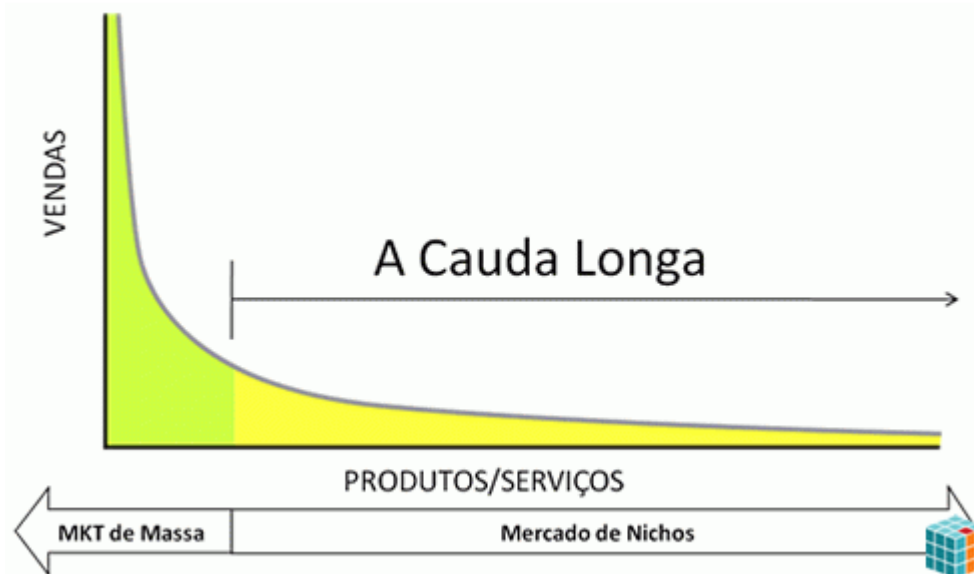 VENDAS
A Cauda Longa
PRODUTOS/SERVIÇOS
MKT de Massa
Mercado de Nichos